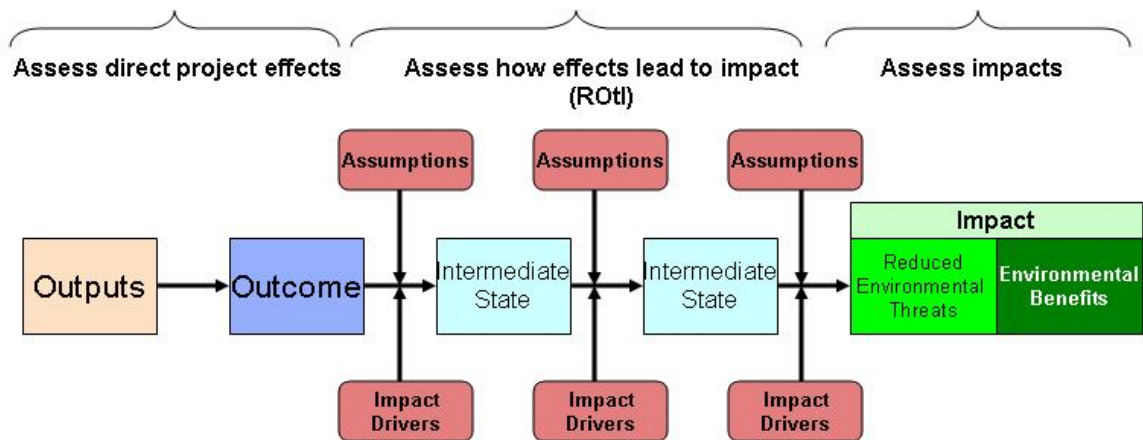 Assess direct project effects
Assess how effects lead to impact
(ROtI)
Assess impacts
Assumptions
Assumptions
Assumptions
Outputs
Outcome
Intermediate
State
Intermediate
State
Impact
Reduced
Environmental
Threats
Environmental
Benefits
Impact
Drivers
Impact
Drivers
Impact
Drivers